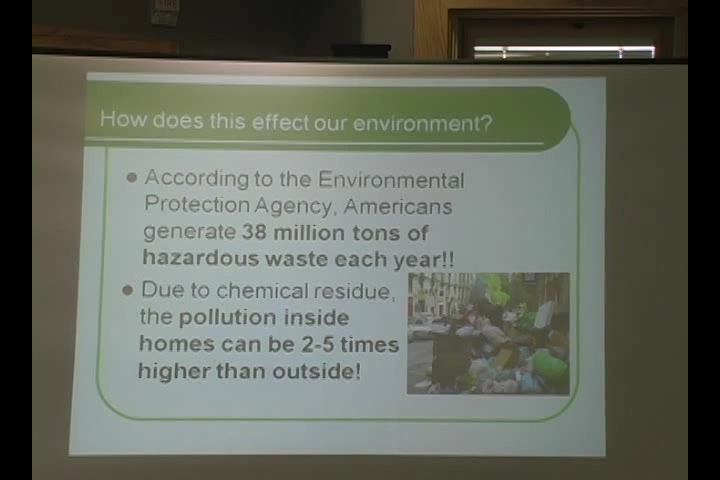 How does this effect our environment?
According to the Environmental
Protection Agency, Americans
generate 38 million tons of
hazardous waste each year!!
Due to chemical residue,
the pollution inside
homes can be 2-5 times
higher than outside!